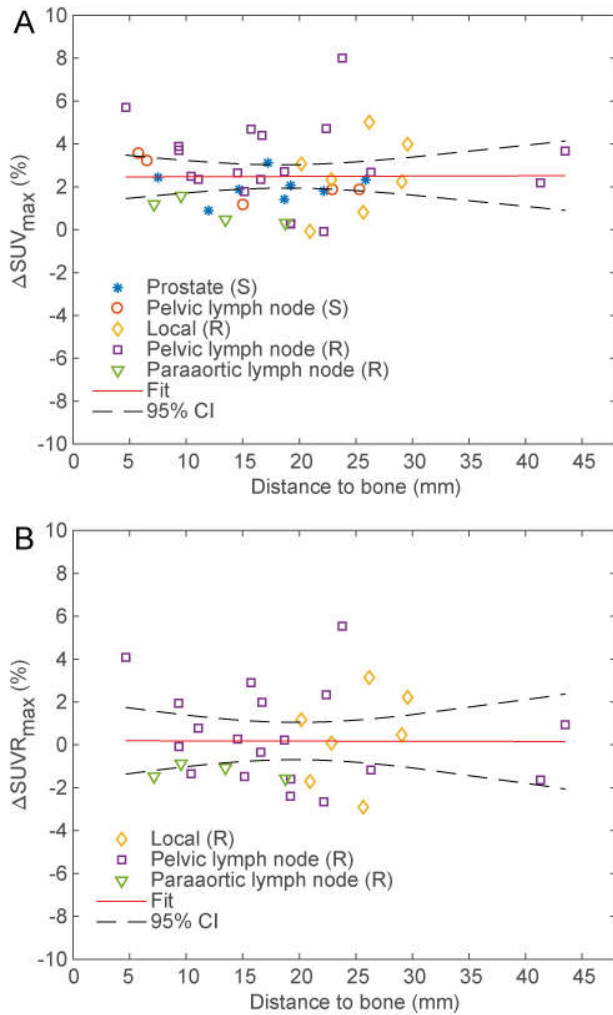 A
10
8
6
4
2
0
-2
-4
-6
-8
-10
ΔSUVmax (%)
Prostate (S)
Pelvic lymph node (S)
Local (R)
Pelvic lymph node (R)
Paraaortic lymph node (R)
Fit
95% CI
0 5 10 15 20 25 30 35 40 45
Distance to bone (mm)
B
10
8
6
4
2
0
-2
-4
-6
-8
-10
ΔSUVRmax (%)
Local (R)
Pelvic lymph node (R)
Paraaortic lymph node (R)
Fit
95% CI
0 5 10 15 20 25 30 35 40 45
Distance to bone (mm)